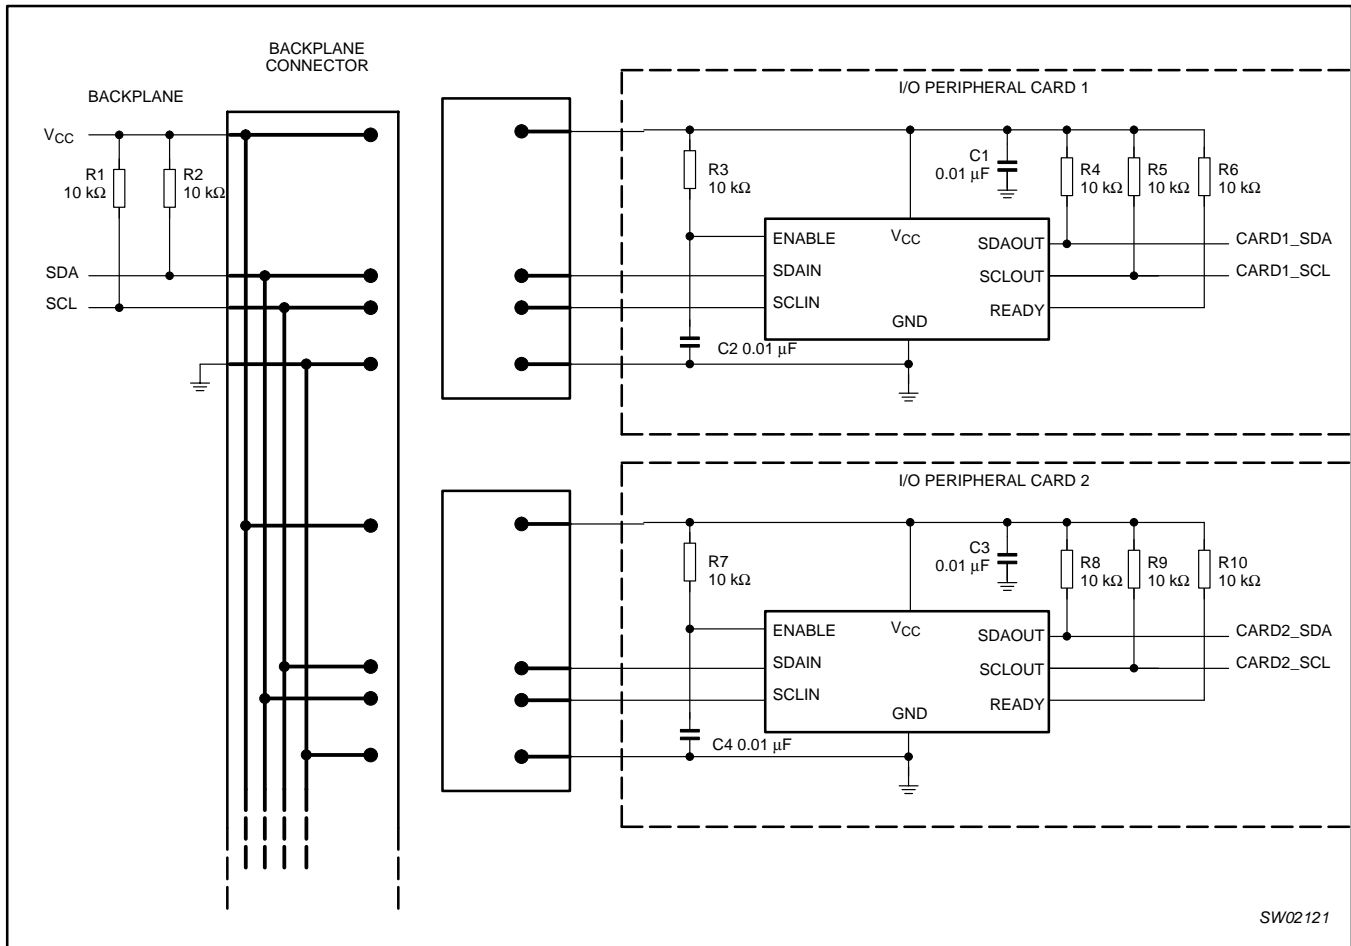 BACKPLANE
CONNECTOR
BACKPLANE
VCC
R1
10 kΩ
R2
10 kΩ
SDA
SCL
I/O PERIPHERAL CARD 1
R3
10 kΩ
C1
0.01 μF
R4
10 kΩ
R5
10 kΩ
R6
10 kΩ
ENABLE
VCC
SDAOUT
CARD1_SDA
SDAIN
SCLOUT
CARD1_SCL
SCLIN
READY
GND
C2 0.01 μF
I/O PERIPHERAL CARD 2
R7
10 kΩ
C3
0.01 μF
R8
10 kΩ
R9
10 kΩ
R10
10 kΩ
ENABLE
VCC
SDAOUT
CARD2_SDA
SDAIN
SCLOUT
CARD2_SCL
SCLIN
READY
GND
C4 0.01 μF
SW02121